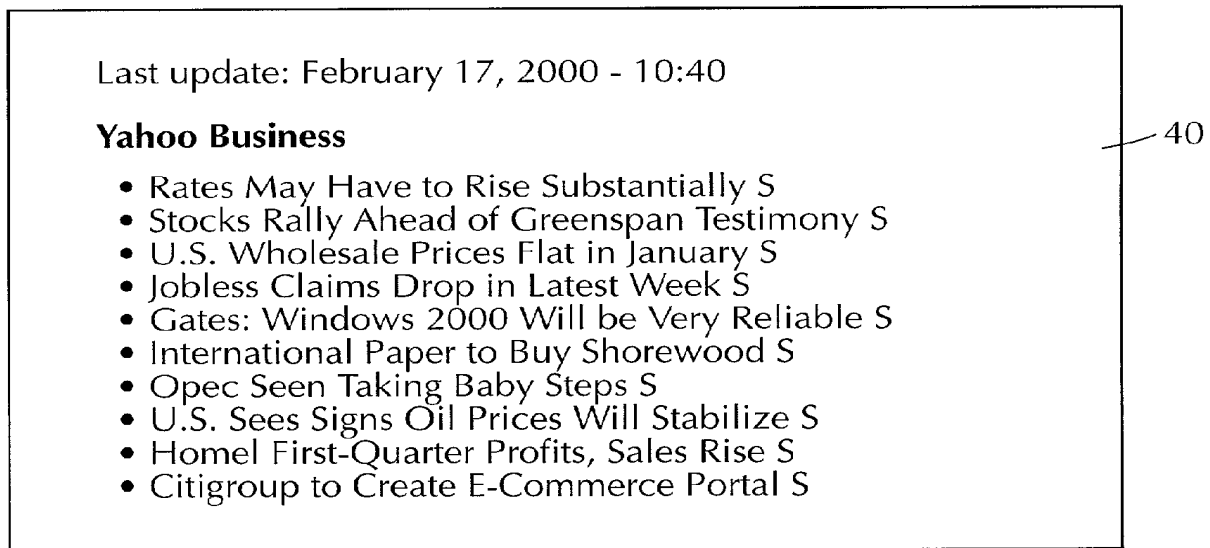 Last update: February 17, 2000 - 10:40
Yahoo Business
40
• Rates May Have to Rise Substantially S
• Stocks Rally Ahead of Greenspan Testimony S
• U.S. Wholesale Prices Flat in January S
• Jobless Claims Drop in Latest Week S
• Gates: Windows 2000 Will be Very Reliable S
• International Paper to Buy Shorewood S
• Opec Seen Taking Baby Steps S
• U.S. Sees Signs Oil Prices Will Stabilize S
• Homel First-Quarter Profits, Sales Rise S
• Citigroup to Create E-Commerce Portal S